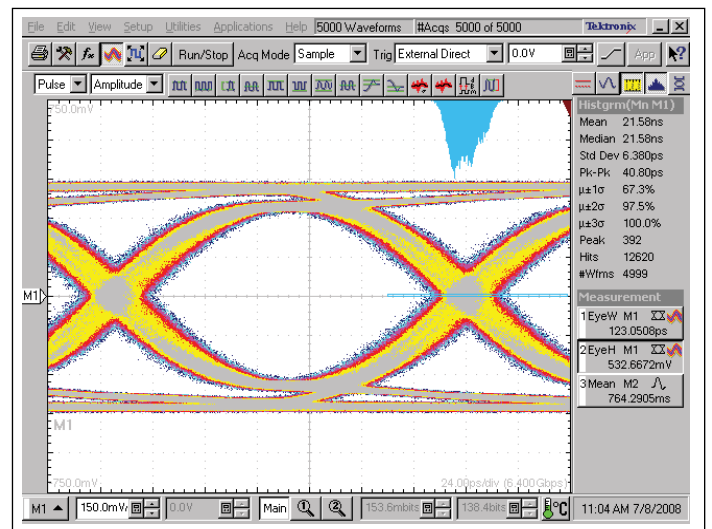 File Edit View Setup Utilities Applications Help 5000 Waveforms #Acqs 5000 of 5000 Tektronix
Run/Stop Acq Mode Sample Trig External Direct 0.0V App
Pulse Amplitude
750.0mV
Histgrm(Mn M1)
Mean 21.58ns
Median 21.58ns
Std Dev 6.380ps
Pk-Pk 40.80ps
µ±1σ 67.3%
µ±2σ 97.5%
µ±3σ 100.0%
Peak 392
Hits 12620
#Wfms 4999
M1
Measurement
1 EyeW M1
123.0508ps
2 EyeH M1
532.6672mV
3 Mean M2
764.2905ms
M1
-750.0mV
24.00ps/div (6.400Gbps)
M1 150.0mV/ 0.0V Main 1 2 153.6mbits 138.4bits °C 11:04 AM 7/8/2008